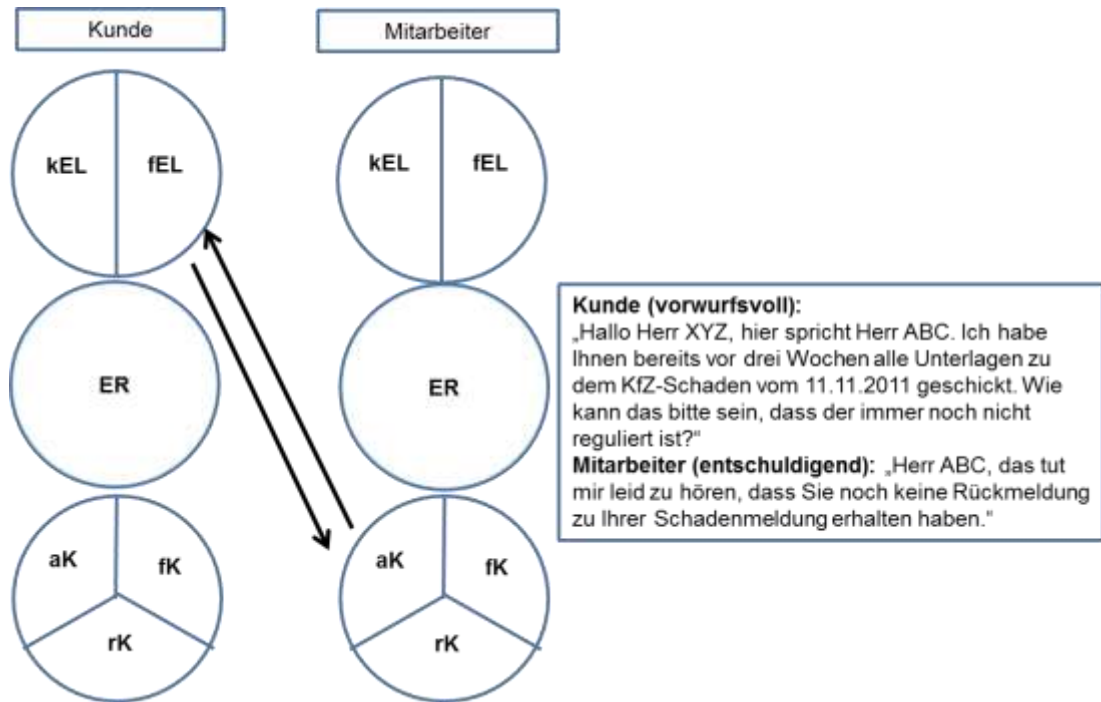 Kunde
Mitarbeiter
kEL
fEL
kEL
fEL
ER
ER
Kunde (vorwurfsvoll):
„Hallo Herr XYZ, hier spricht Herr ABC. Ich habe
Ihnen bereits vor drei Wochen alle Unterlagen zu
dem KfZ-Schaden vom 11.11.2011 geschickt. Wie
kann das bitte sein, dass der immer noch nicht
reguliert ist?“
Mitarbeiter (entschuldigend): „Herr ABC, das tut
mir leid zu hören, dass Sie noch keine Rückmeldung
zu Ihrer Schadenmeldung erhalten haben.“
aK
fK
rK
aK
fK
rK